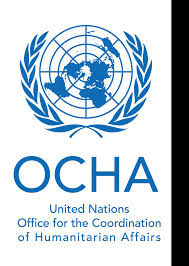 OCHA
United Nations
Office for the Coordination
of Humanitarian Affairs